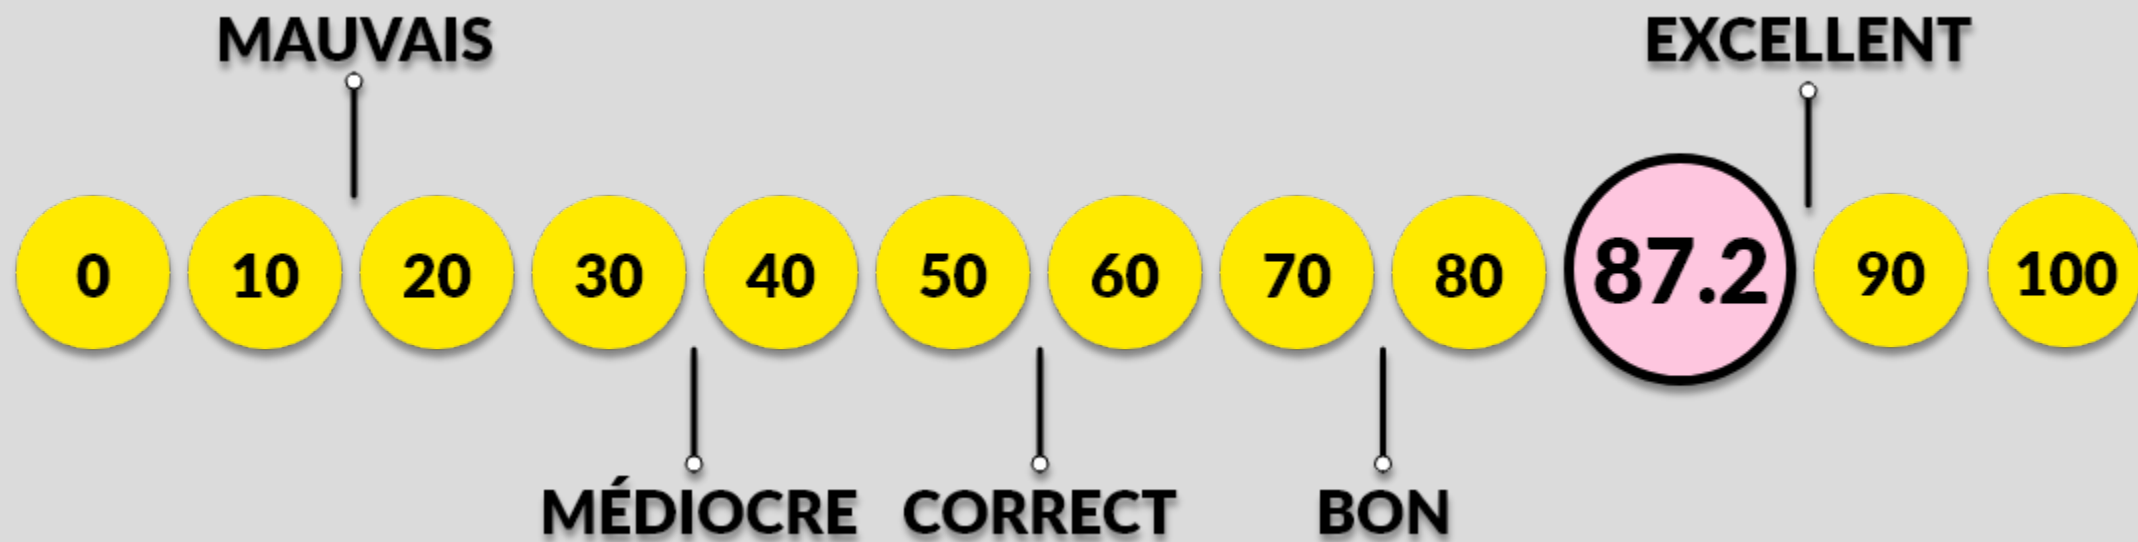 MAUVAIS EXCELLENT
0 10 20 30 40 50 60 70 80 87.2 90 100
MÉDIOCRE CORRECT BON